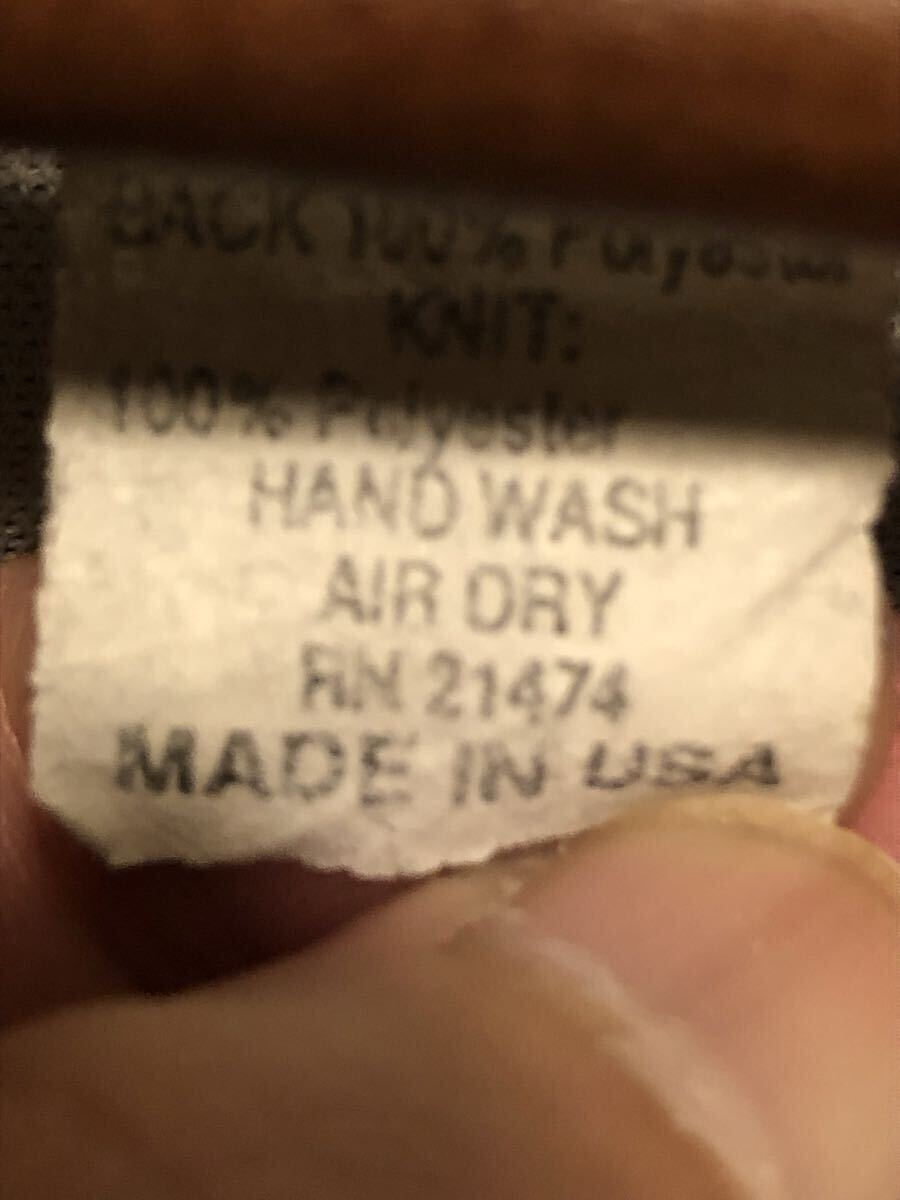 BACK 100% Polyester
KNIT:
100% Polyester
HAND WASH
AIR DRY
RN 21474
MADE IN USA